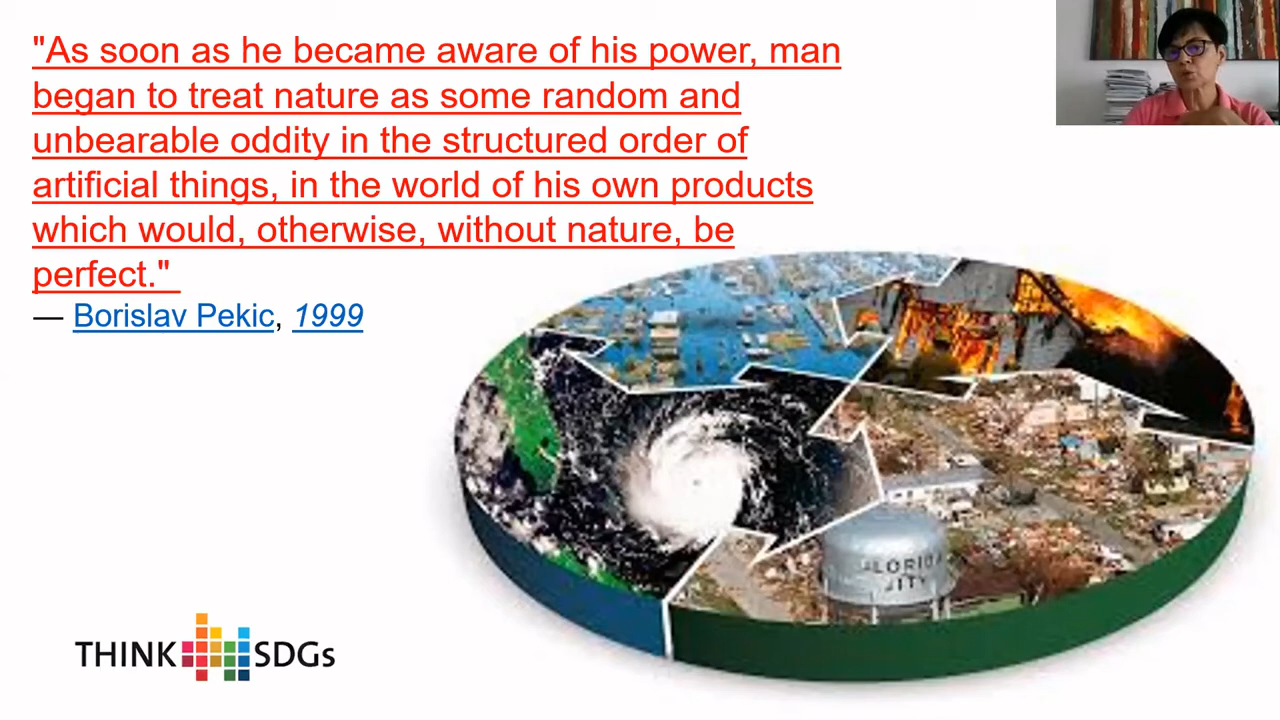 "As soon as he became aware of his power, man
began to treat nature as some random and
unbearable oddity in the structured order of
artificial things, in the world of his own products
which would, otherwise, without nature, be
perfect."
— Borislav Pekic, 1999
FLORIDA
CITY
THINK SDGs